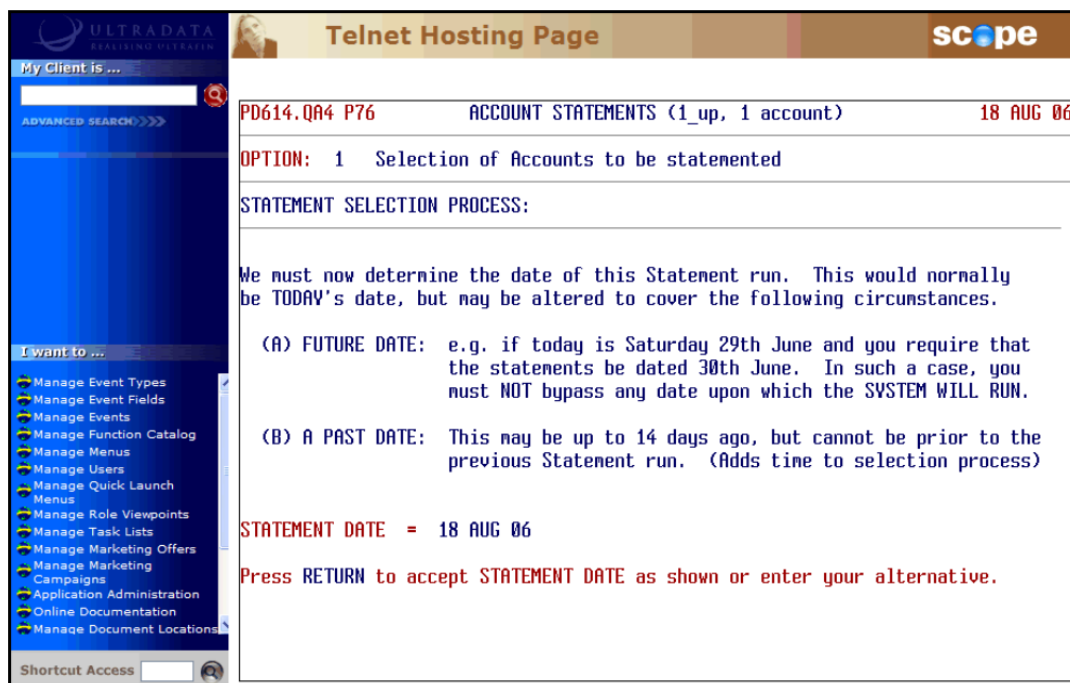 ULTRADATA
REALISING ULTRAFIN
Telnet Hosting Page
scope
My Client is ...
ADVANCED SEARCH
PD614.QA4 P76 ACCOUNT STATEMENTS (1_up, 1 account) 18 AUG 06
OPTION: 1 Selection of Accounts to be statemented
STATEMENT SELECTION PROCESS:
We must now determine the date of this Statement run. This would normally
be TODAY's date, but may be altered to cover the following circumstances.
(A) FUTURE DATE: e.g. if today is Saturday 29th June and you require that
the statements be dated 30th June. In such a case, you
must NOT bypass any date upon which the SYSTEM WILL RUN.
(B) A PAST DATE: This may be up to 14 days ago, but cannot be prior to the
previous Statement run. (Adds time to selection process)
STATEMENT DATE = 18 AUG 06
Press RETURN to accept STATEMENT DATE as shown or enter your alternative.
I want to ...
Manage Event Types
Manage Event Fields
Manage Events
Manage Function Catalog
Manage Menus
Manage Users
Manage Quick Launch
Menus
Manage Role Viewpoints
Manage Task Lists
Manage Marketing Offers
Manage Marketing
Campaigns
Application Administration
Online Documentation
Manage Document Locations
Shortcut Access